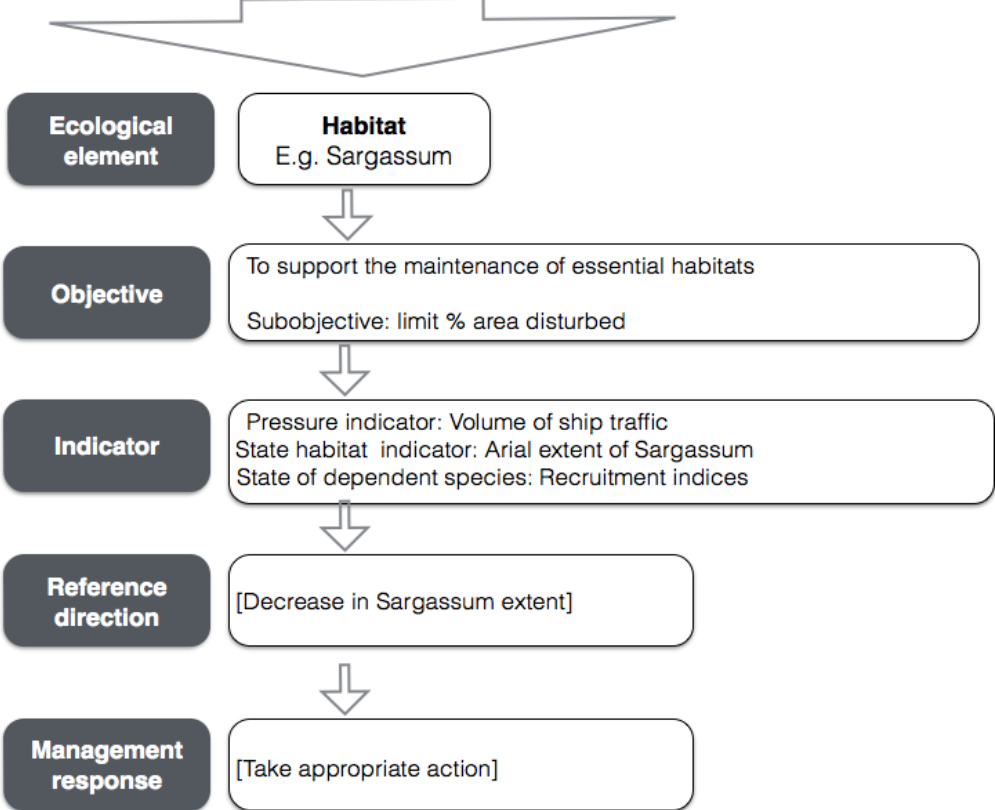 Ecological
element
Habitat
E.g. Sargassum
Objective
To support the maintenance of essential habitats
Subobjective: limit % area disturbed
Indicator
Pressure indicator: Volume of ship traffic
State habitat  indicator: Arial extent of Sargassum
State of dependent species: Recruitment indices
Reference
direction
[Decrease in Sargassum extent]
Management
response
[Take appropriate action]